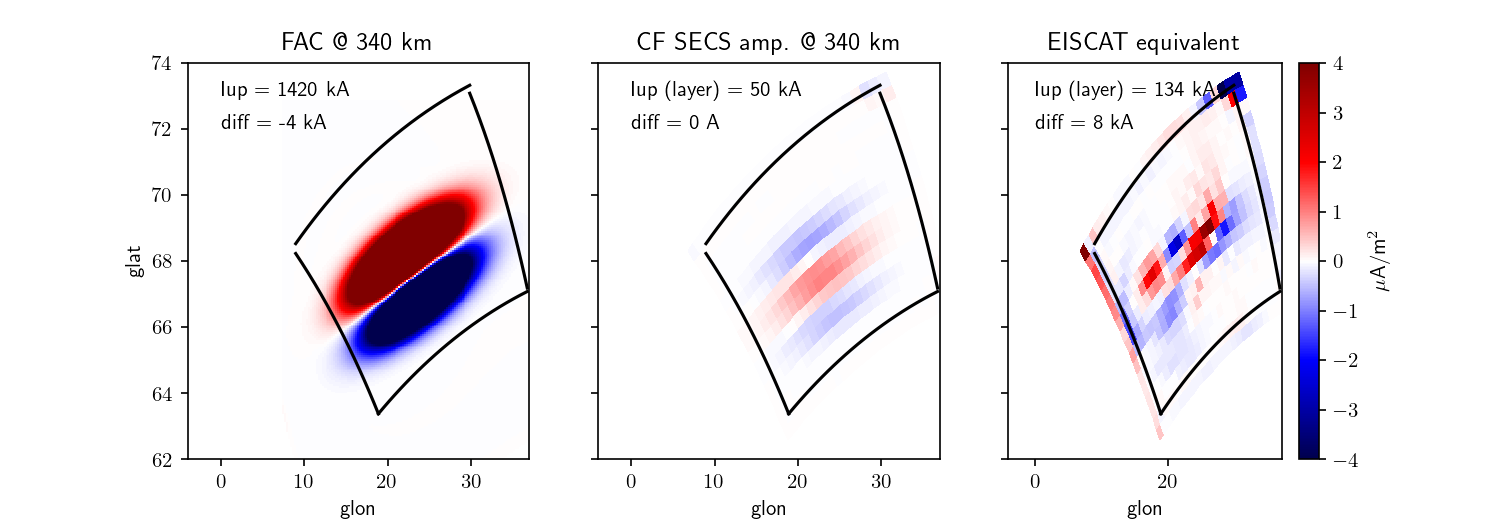 FAC @ 340 km
CF SECS amp. @ 340 km
EISCAT equivalent
Iup = 1420 kA
diff = -4 kA
Iup (layer) = 50 kA
diff = 0 A
Iup (layer) = 134 kA
diff = 8 kA
74
72
70
68
66
64
62
glat
0
10
20
30
glon
0
10
20
30
glon
0
20
glon
4
3
2
1
0
−1
−2
−3
−4
μA/m²